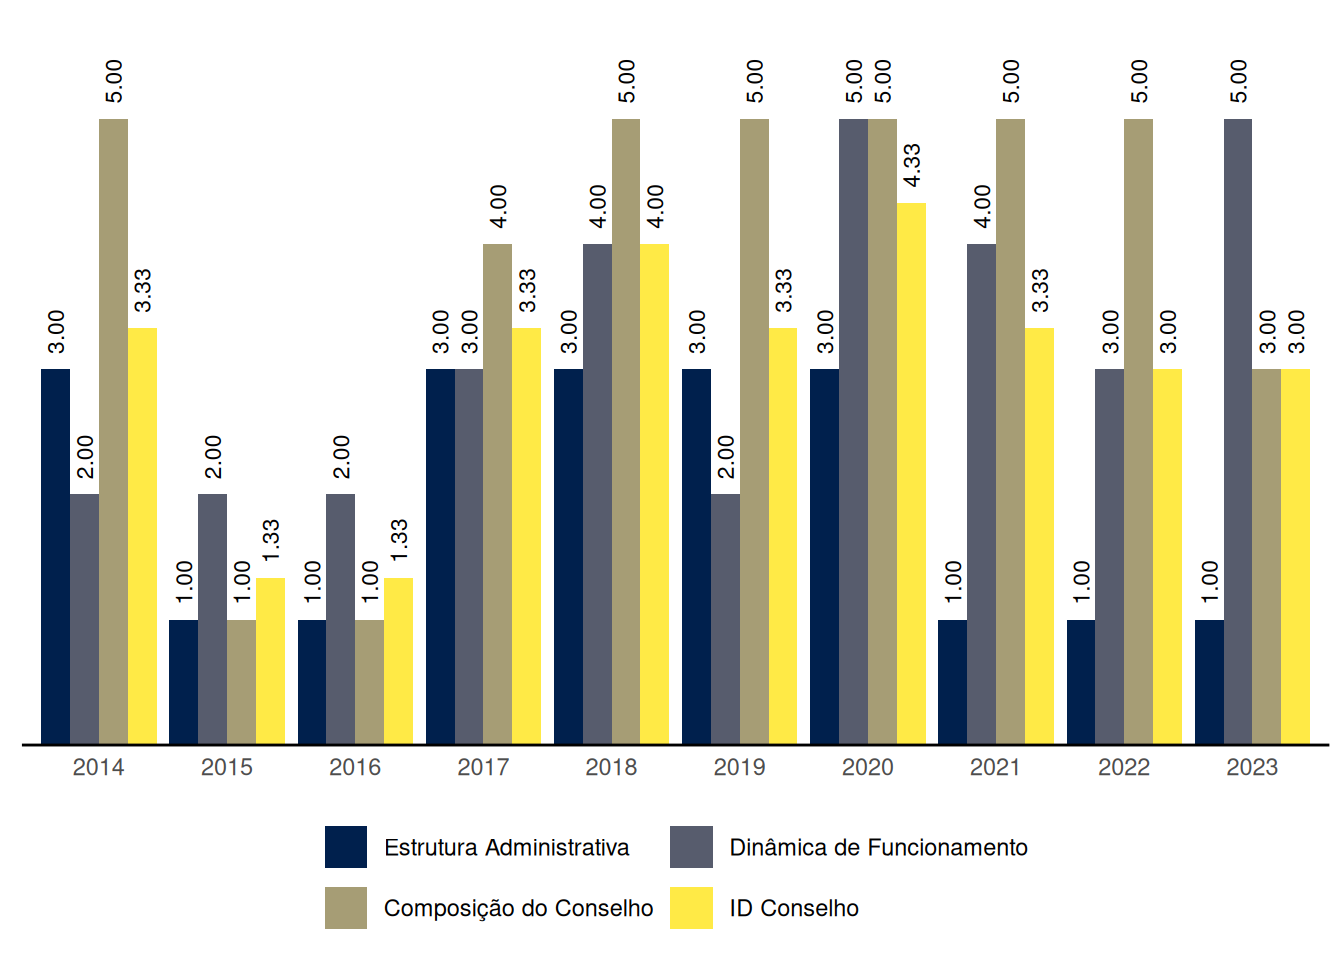 3.00 2.00 5.00 3.33
1.00 2.00 1.00 1.33
1.00 2.00 1.00 1.33
3.00 3.00 4.00 3.33
3.00 4.00 5.00 4.00
3.00 2.00 5.00 3.33
3.00 5.00 5.00 4.33
1.00 4.00 5.00 3.33
1.00 3.00 5.00 3.00
1.00 5.00 3.00 3.00
2014 2015 2016 2017 2018 2019 2020 2021 2022 2023
Estrutura Administrativa Dinâmica de Funcionamento
Composição do Conselho ID Conselho